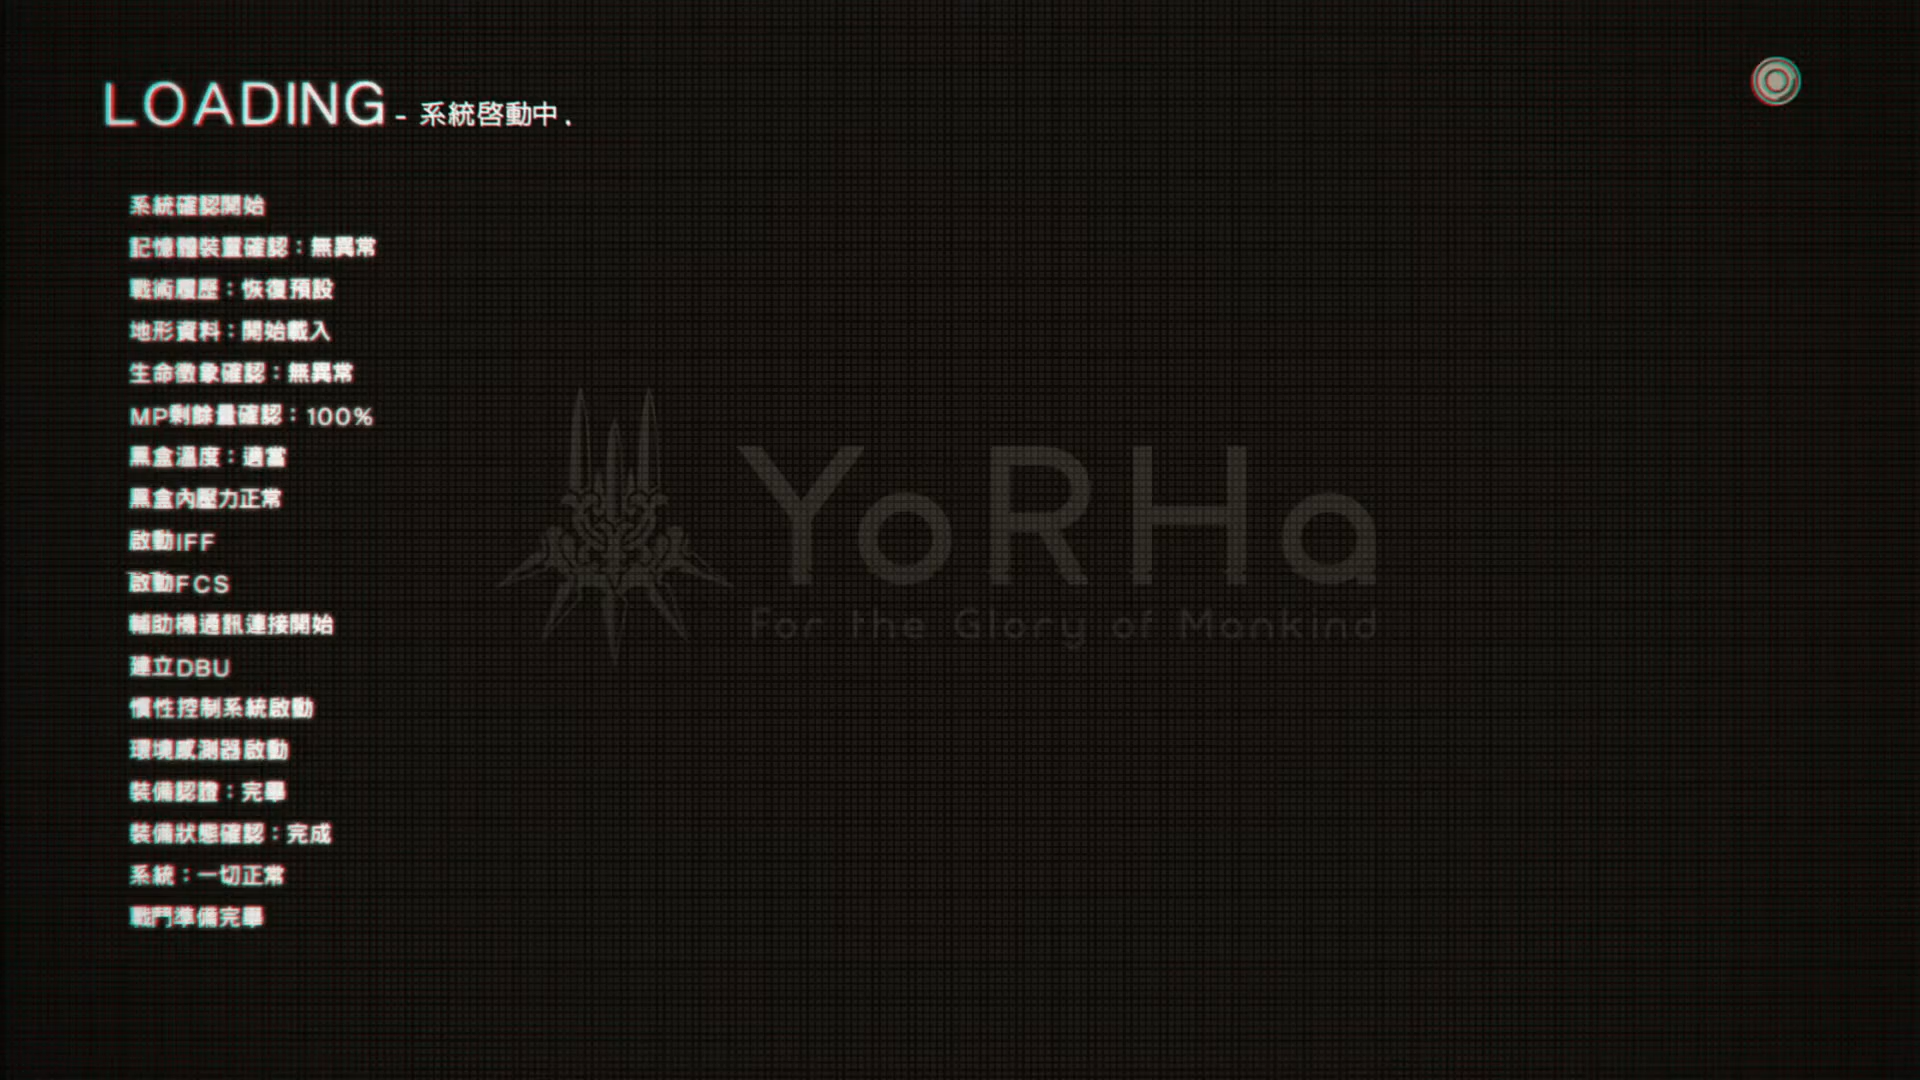 LOADING - 系統啓動中.
系統確認開始
記憶體裝置確認：無異常
戰術履歷：恢復預設
地形資料：開始載入
生命徵象確認：無異常
MP剩餘量確認：100%
黑盒溫度：適當
黑盒內壓力正常
啟動IFF
啟動FCS
輔助機通訊連接開始
建立DBU
慣性控制系統啟動
環境感測器啟動
裝備認證：完畢
裝備狀態確認：完成
系統：一切正常
戰鬥準備完畢
YoRHa
For the Glory of Mankind